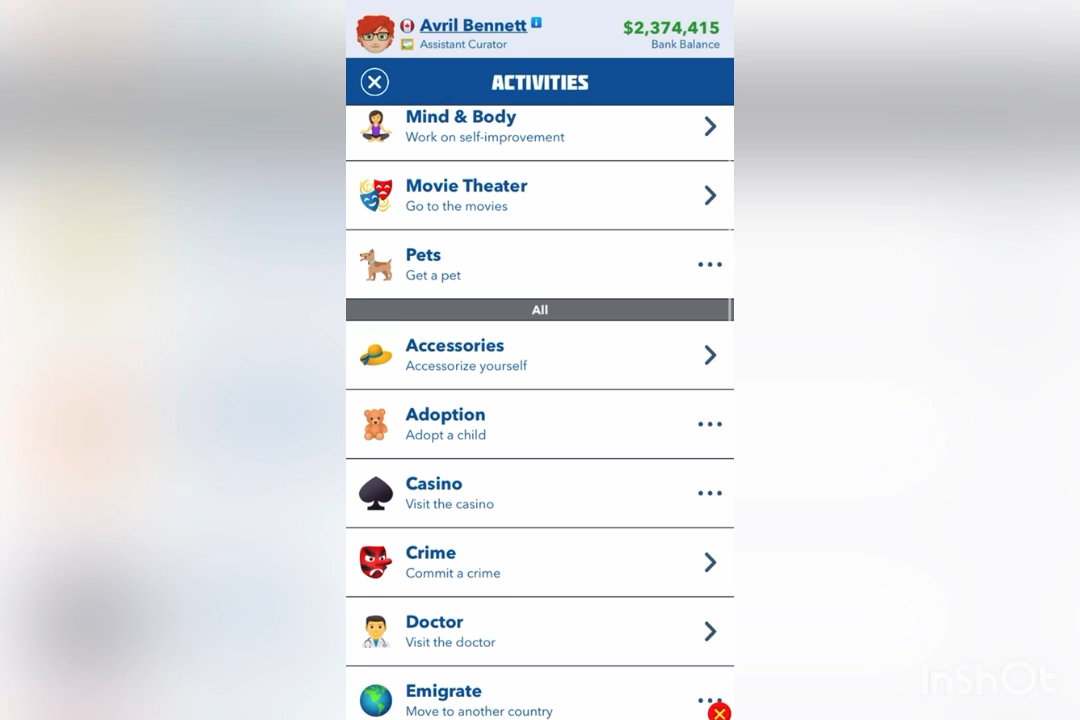 Avril Bennett
$2,374,415
Assistant Curator
Bank Balance
ACTIVITIES
Mind & Body
Work on self-improvement
Movie Theater
Go to the movies
Pets
Get a pet
All
Accessories
Accessorize yourself
Adoption
Adopt a child
Casino
Visit the casino
Crime
Commit a crime
Doctor
Visit the doctor
Emigrate
Move to another country
InShOt